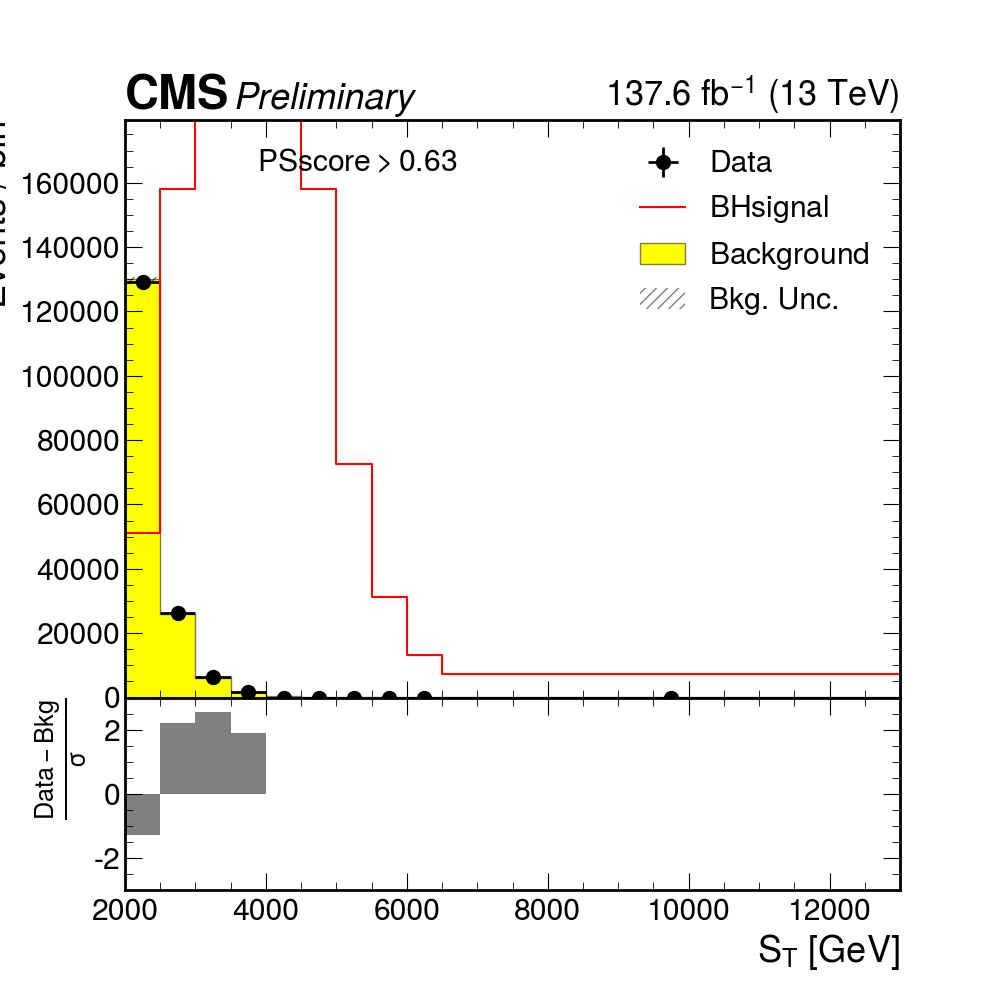 CMS Preliminary 137.6 fb⁻¹ (13 TeV)
PSscore > 0.63
Data
BHsignal
Background
Bkg. Unc.
160000
140000
120000
100000
80000
60000
40000
20000
0
Data – Bkg
σ
2
0
-2
2000 4000 6000 8000 10000 12000
S_T [GeV]